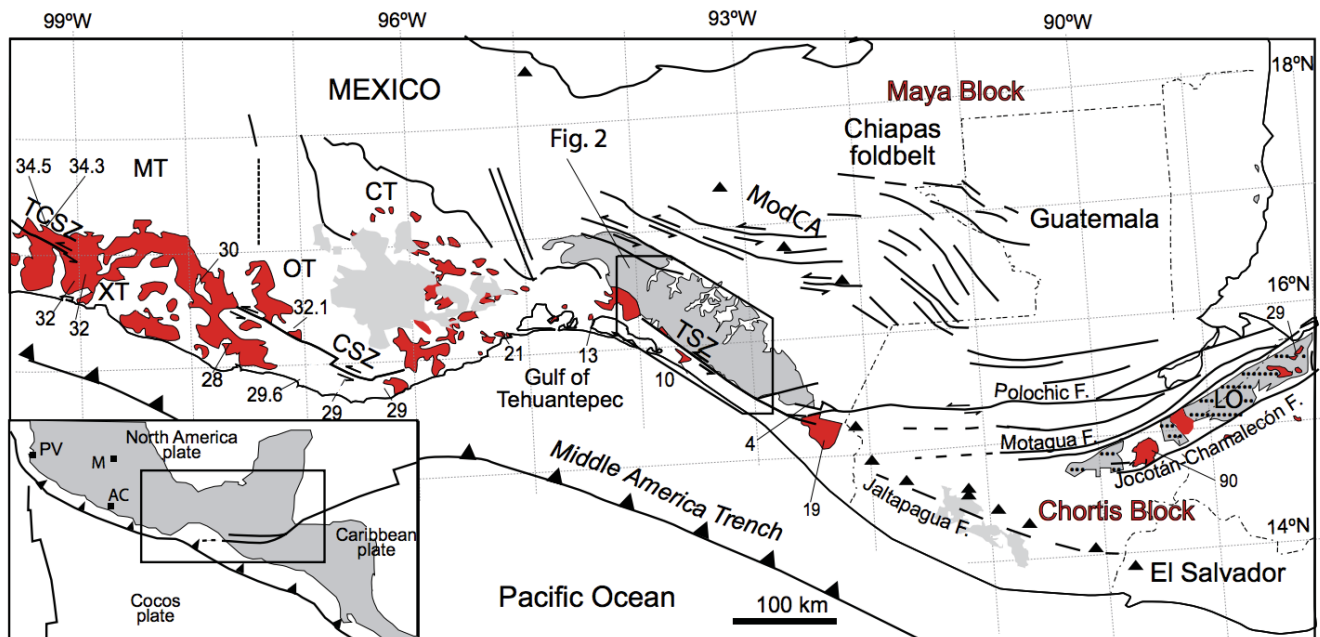 99ºW
96ºW
93ºW
90ºW
18ºN
MEXICO
Maya Block
Chiapas
foldbelt
Fig. 2
34.5
34.3
MT
CT
ModCA
TCSZ
Guatemala
30
OT
XT
16ºN
32
32
32.1
29
CSZ
21
13
TSZ
28
29.6
29
29
Gulf of
Tehuantepec
10
Polochic F.
LO
4
Motagua F.
Jocotán-Chamalecón F.
19
90
Middle America Trench
Jaltapagua F.
Chortis Block
14ºN
El Salvador
Pacific Ocean
100 km
PV
North America
plate
M
AC
Caribbean
plate
Cocos
plate